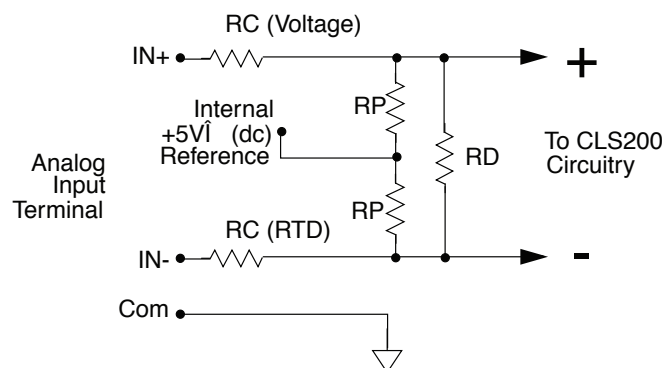 RC (Voltage)
IN+
+
RP
Internal
+5VÎ (dc)
Reference
RD
To CLS200
Circuitry
Analog
Input
Terminal
RP
RC (RTD)
IN-
-
Com